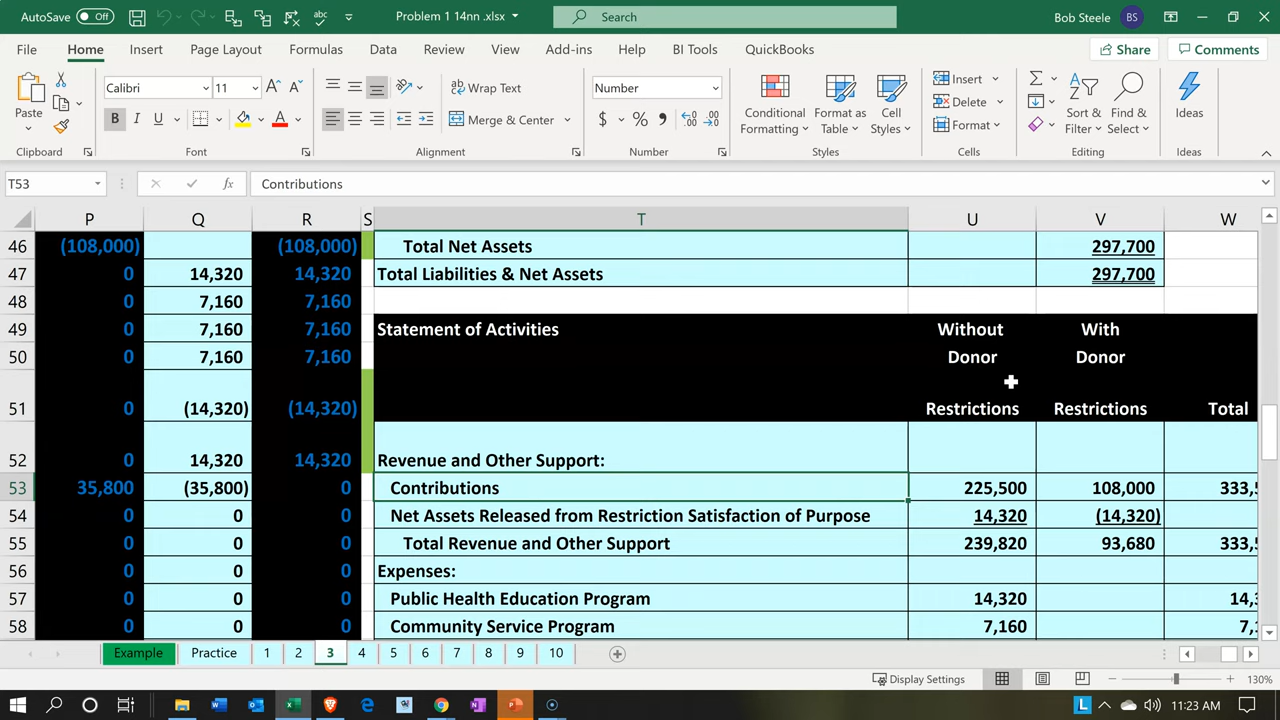 AutoSave Off abc Problem 1 14nn .xlsx Search Bob Steele BS
File Home Insert Page Layout Formulas Data Review View Add-ins Help BI Tools QuickBooks Share Comments
Paste Calibri 11 B I U A Wrap Text Merge & Center Number $ % Conditional Formatting Format as Table Cell Styles Insert Delete Format Sort & Filter Find & Select Ideas
Clipboard Font Alignment Number Styles Cells Editing Ideas
T53 fx Contributions
P Q R S T U V W
46 (108,000) (108,000) Total Net Assets 297,700
47 0 14,320 14,320 Total Liabilities & Net Assets 297,700
48 0 7,160 7,160
49 0 7,160 7,160 Statement of Activities Without With
50 0 7,160 7,160 Donor Donor
51 0 (14,320) (14,320) Restrictions Restrictions Total
52 0 14,320 14,320 Revenue and Other Support:
53 35,800 (35,800) 0 Contributions 225,500 108,000 333,
54 0 0 0 Net Assets Released from Restriction Satisfaction of Purpose 14,320 (14,320)
55 0 0 0 Total Revenue and Other Support 239,820 93,680 333,
56 0 0 0 Expenses:
57 0 0 0 Public Health Education Program 14,320 14,
58 0 0 0 Community Service Program 7,160 7,
Example Practice 1 2 3 4 5 6 7 8 9 10
Display Settings 130%
11:23 AM